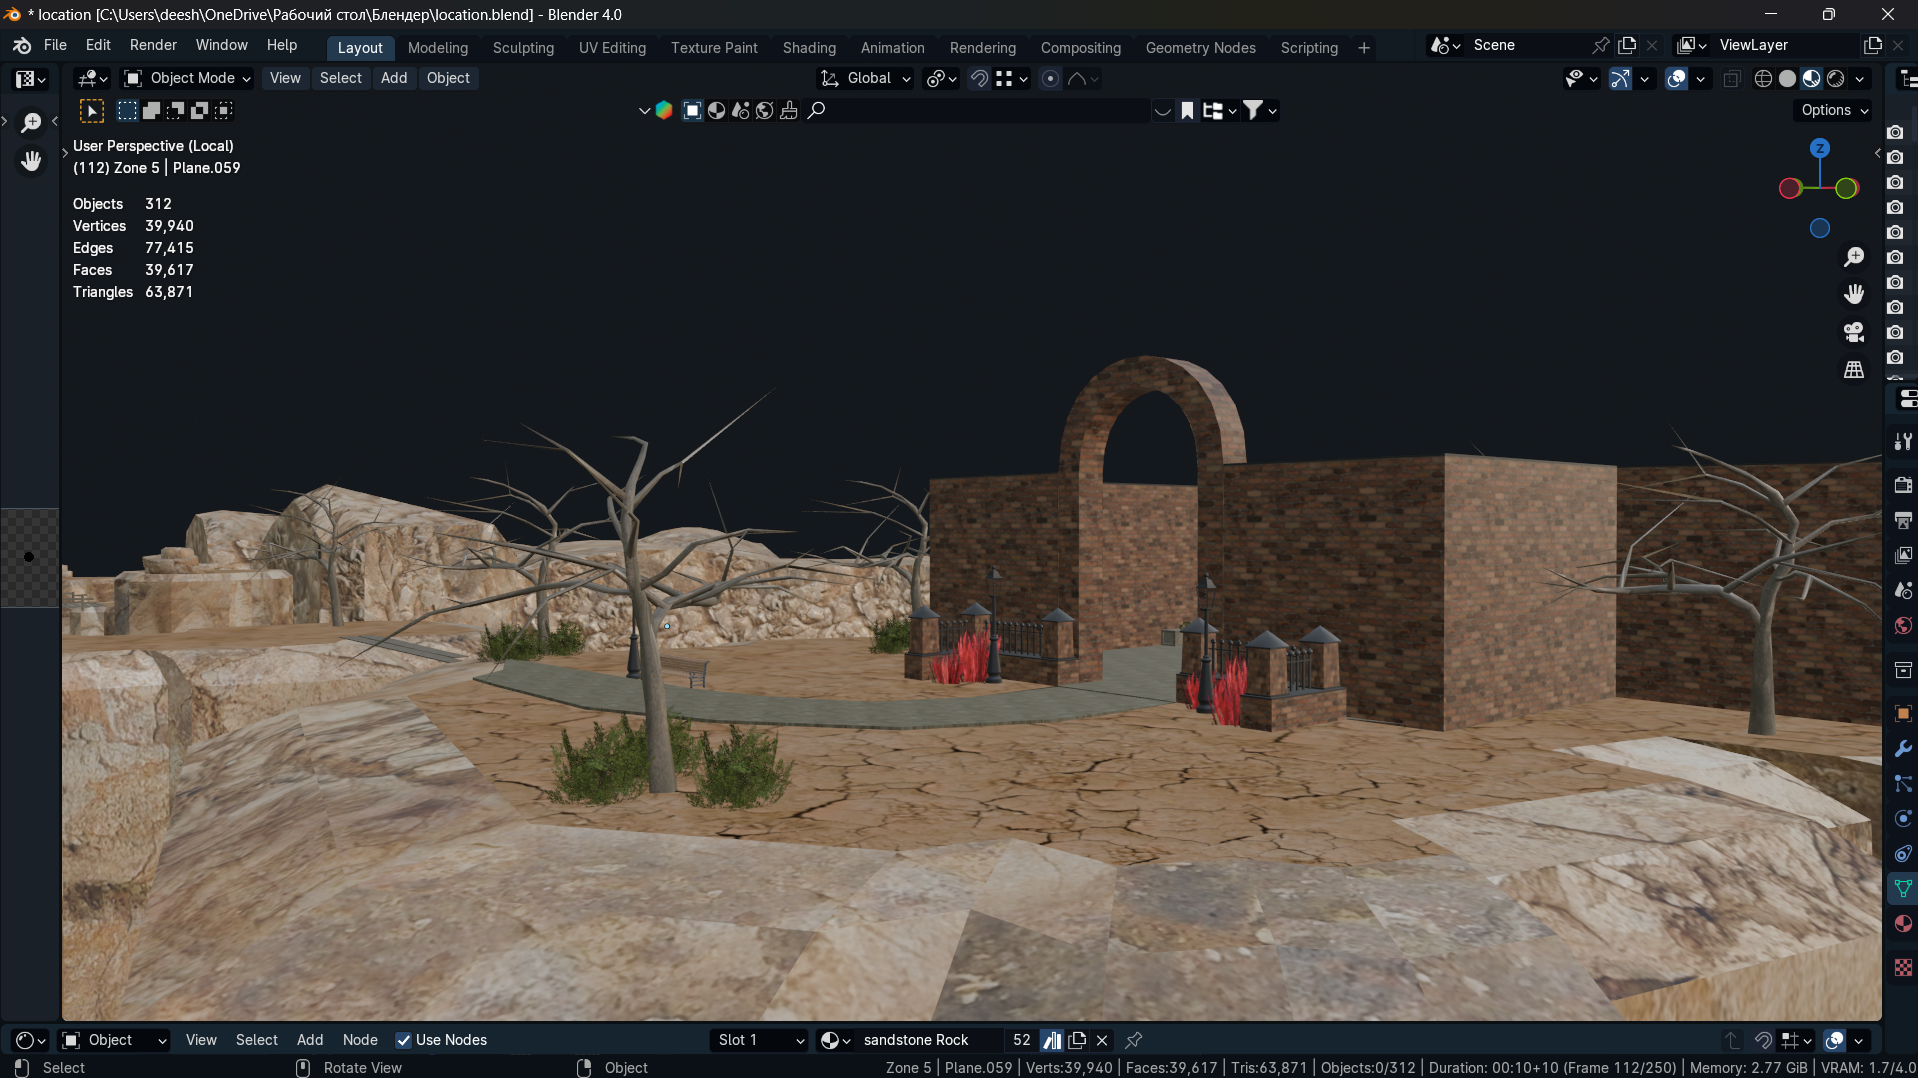 * location [C:\Users\deesh\OneDrive\Рабочий стол\Блендер\location.blend] - Blender 4.0
File Edit Render Window Help Layout Modeling Sculpting UV Editing Texture Paint Shading Animation Rendering Compositing Geometry Nodes Scripting + Scene ViewLayer
Object Mode View Select Add Object Global
Options
User Perspective (Local)
(112) Zone 5 | Plane.059
Z
Objects 312
Vertices 39,940
Edges 77,415
Faces 39,617
Triangles 63,871
Object View Select Add Node Use Nodes Slot 1 sandstone Rock 52
Select Rotate View Object Zone 5 | Plane.059 | Verts:39,940 | Faces:39,617 | Tris:63,871 | Objects:0/312 | Duration: 00:10+10 (Frame 112/250) | Memory: 2.77 GiB | VRAM: 1.7/4.0